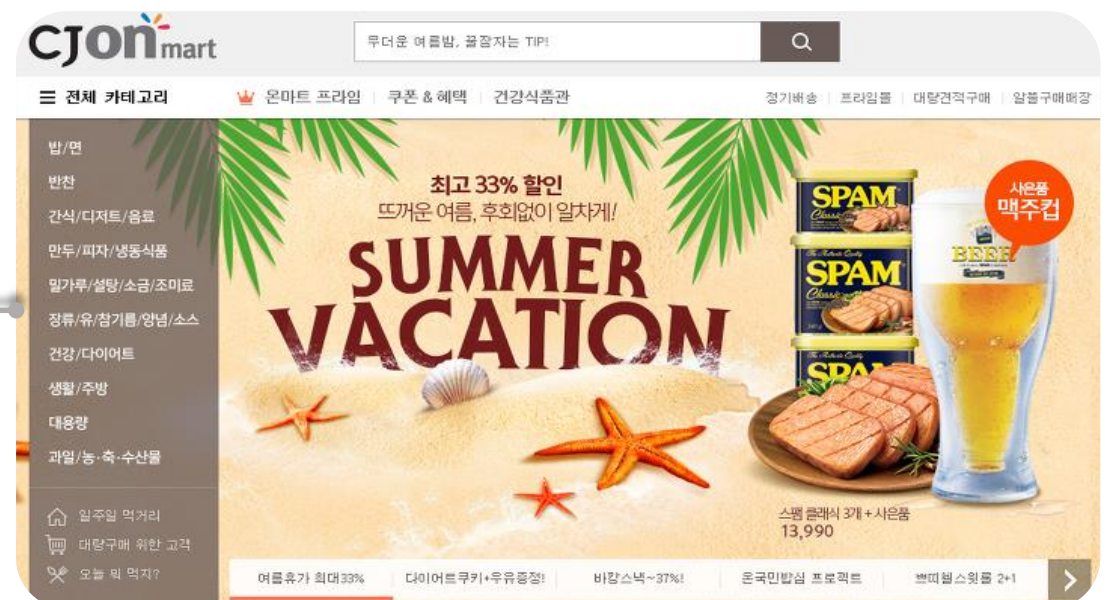 CJON mart
무더운 여름밤, 꿀잠자는 TIP!
전체 카테고리
온마트 프라임
쿠폰 & 혜택
건강식품관
정기배송
프라임몰
대량견적구매
알뜰구매매장
밥/면
반찬
간식/디저트/음료
만두/피자/냉동식품
밀가루/설탕/소금/조미료
장류/유/참기름/양념/소스
건강/다이어트
생활/주방
대용량
과일/농·축·수산물
일주일 먹거리
대량구매 위한 고객
오늘 뭐 먹지?
최고 33% 할인
뜨거운 여름, 후회없이 알차게!
SUMMER
VACATION
SPAM
Classic
SPAM
Classic
SPAM
BEER
사은품
맥주컵
스팸 클래식 3개 + 사은품
13,990
여름휴가 최대33%
다이어트쿠키+우유증정!
바캉스낵~37%!
온국민밥심 프로젝트
쁘띠첼스윗롤 2+1